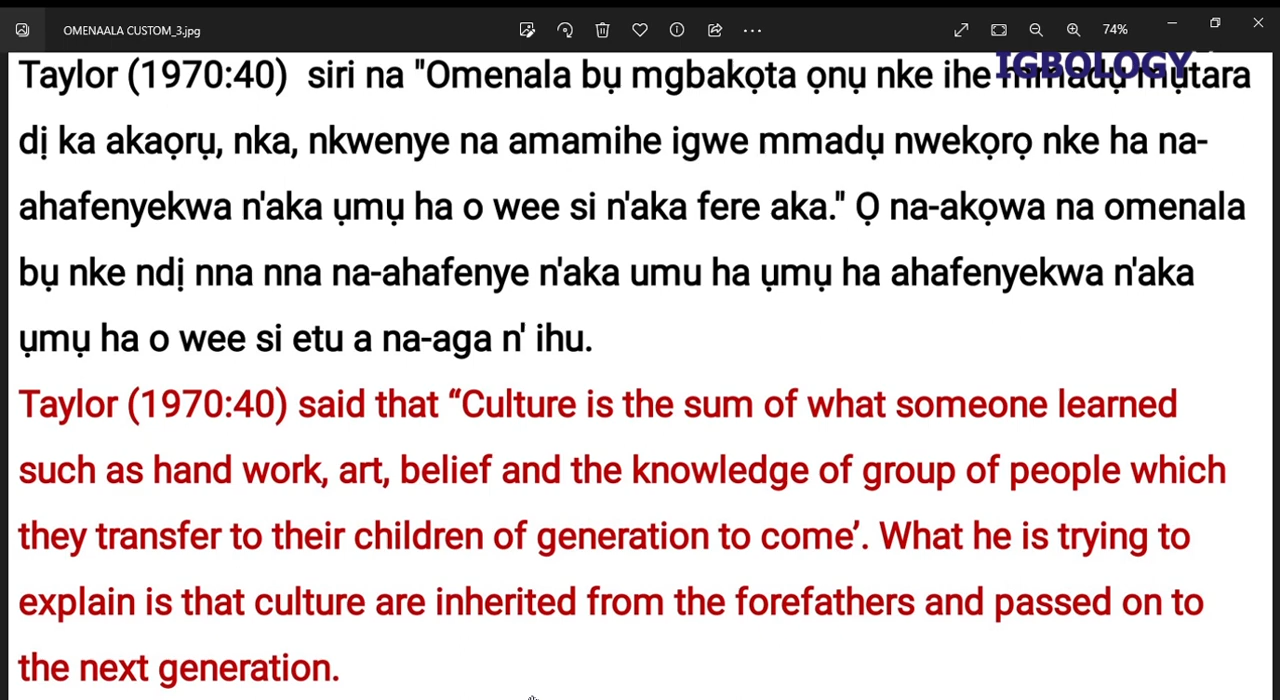 OMENAALA CUSTOM_3.jpg
74%
IGBOLOGY
Taylor (1970:40) siri na "Omenala bụ mgbakọta ọnụ nke ihe mmadụ mụtara
dị ka akaọrụ, nka, nkwenye na amamihe igwe mmadụ nwekọrọ nke ha na-
ahafenyekwa n'aka ụmụ ha o wee si n'aka fere aka." Ọ na-akọwa na omenala
bụ nke ndị nna nna na-ahafenye n'aka umu ha ụmụ ha ahafenyekwa n'aka
ụmụ ha o wee si etu a na-aga n' ihu.
Taylor (1970:40) said that “Culture is the sum of what someone learned
such as hand work, art, belief and the knowledge of group of people which
they transfer to their children of generation to come’. What he is trying to
explain is that culture are inherited from the forefathers and passed on to
the next generation.